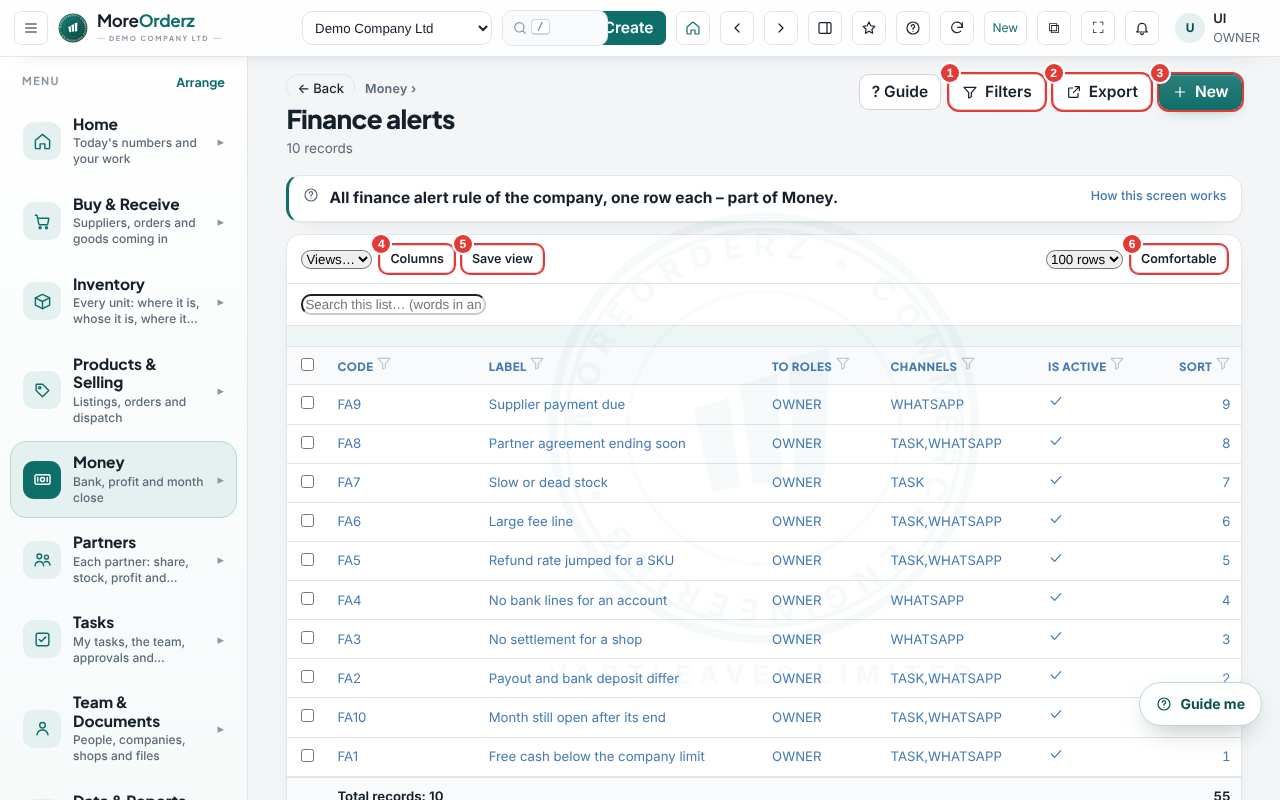 MoreOrderz
— DEMO COMPANY LTD —
Demo Company Ltd
/
Create
New
U
UI
OWNER
MENU
Arrange
Home
Today's numbers and
your work
Buy & Receive
Suppliers, orders and
goods coming in
Inventory
Every unit: where it is,
whose it is, where it...
Products &
Selling
Listings, orders and
dispatch
Money
Bank, profit and month
close
Partners
Each partner: share,
stock, profit and...
Tasks
My tasks, the team,
approvals and...
Team &
Documents
People, companies,
shops and files
← Back
Money ›
Finance alerts
10 records
? Guide
1
Filters
2
Export
3
+ New
All finance alert rule of the company, one row each – part of Money.
How this screen works
Views...
4
Columns
5
Save view
100 rows
6
Comfortable
Search this list... (words in an
CODE LABEL TO ROLES CHANNELS IS ACTIVE SORT
FA9 Supplier payment due OWNER WHATSAPP 9
FA8 Partner agreement ending soon OWNER TASK,WHATSAPP 8
FA7 Slow or dead stock OWNER TASK 7
FA6 Large fee line OWNER TASK,WHATSAPP 6
FA5 Refund rate jumped for a SKU OWNER TASK,WHATSAPP 5
FA4 No bank lines for an account OWNER WHATSAPP 4
FA3 No settlement for a shop OWNER WHATSAPP 3
FA2 Payout and bank deposit differ OWNER TASK,WHATSAPP 2
FA10 Month still open after its end OWNER TASK,WHATSAPP
FA1 Free cash below the company limit OWNER TASK,WHATSAPP 1
Total records: 10 55
Guide me